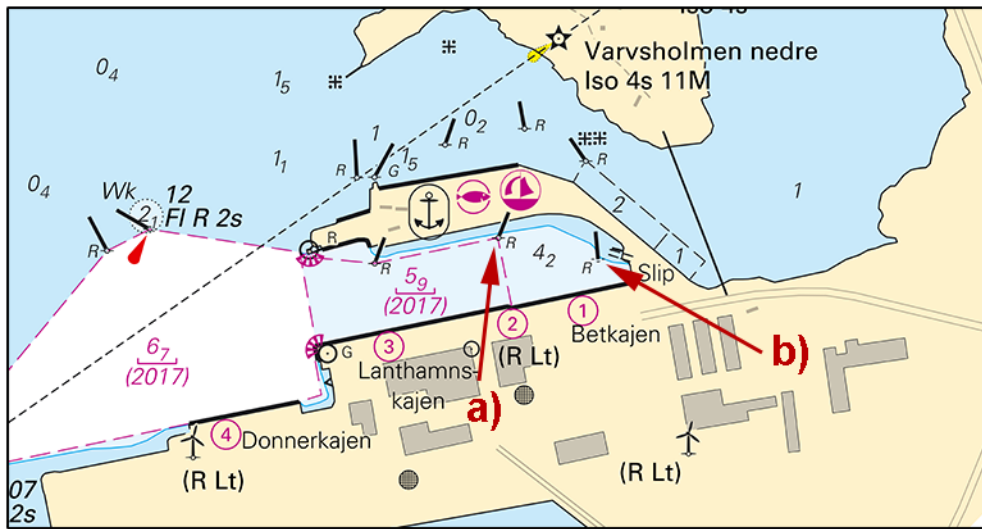 Iso 4s
Varvsholmen nedre
Iso 4s 11M
0₄
1₅
0₂
R
1
1₅
1₁
R
G
R
R
0₄
Wk
12
Fl R 2s
2₁
2
1
R
R
R
R
4₂
1
R
Slip
5₉
(2017)
1
Betkajen
2
(R Lt)
3
G
6₇
(2017)
Lanthamns-
kajen
a)
b)
4
Donnerkajen
(R Lt)
(R Lt)
07
2s